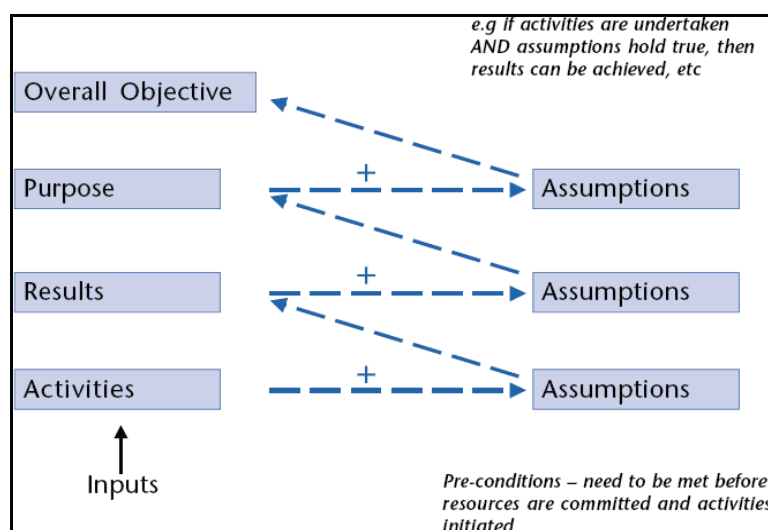 e.g if activities are undertaken
AND assumptions hold true, then
results can be achieved, etc
Overall Objective
+
Purpose
Assumptions
+
Results
Assumptions
+
Activities
Assumptions
Inputs
Pre-conditions – need to be met before
resources are committed and activities
initiated